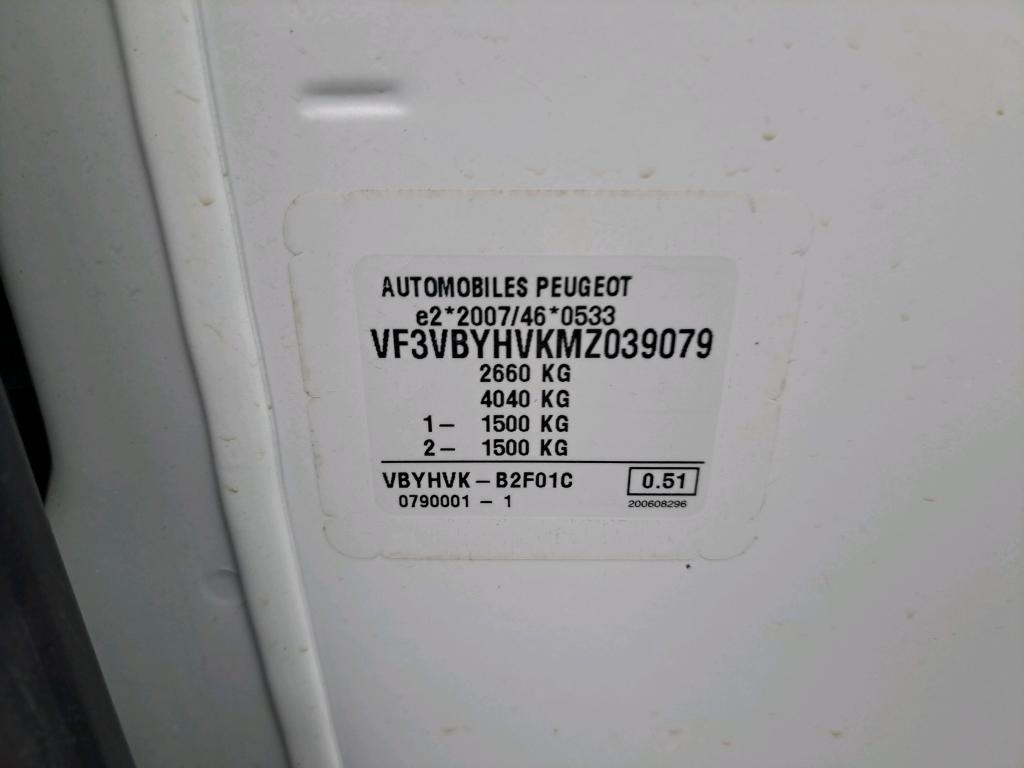 AUTOMOBILES PEUGEOT
e2*2007/46*0533
VF3VBYHVKMZ039079
2660 KG
4040 KG
1– 1500 KG
2– 1500 KG
VBYHVK – B2F01C 0.51
0790001 – 1 200608296